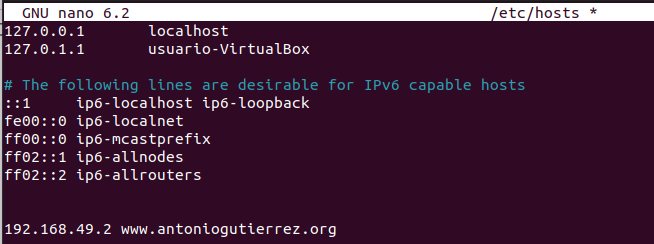 GNU nano 6.2 /etc/hosts *
127.0.0.1 localhost
127.0.1.1 usuario-VirtualBox
# The following lines are desirable for IPv6 capable hosts
::1 ip6-localhost ip6-loopback
fe00::0 ip6-localnet
ff00::0 ip6-mcastprefix
ff02::1 ip6-allnodes
ff02::2 ip6-allrouters
192.168.49.2 www.antoniogutierrez.org